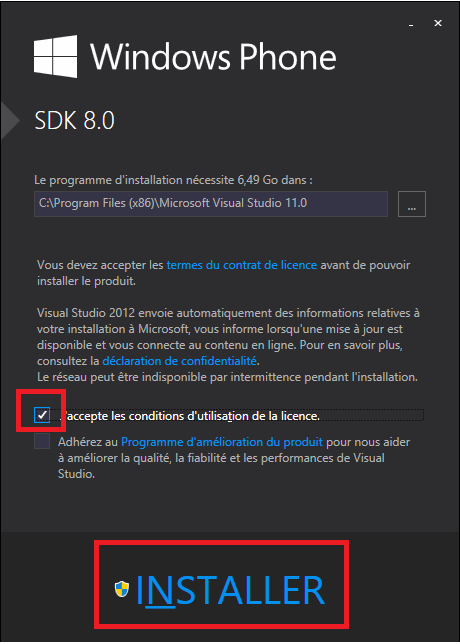 Windows Phone
SDK 8.0
Le programme d'installation nécessite 6,49 Go dans :
C:\Program Files (x86)\Microsoft Visual Studio 11.0
...
Vous devez accepter les termes du contrat de licence avant de pouvoir
installer le produit.
Visual Studio 2012 envoie automatiquement des informations relatives à
votre installation à Microsoft, vous informe lorsqu'une mise à jour est
disponible et vous connecte au contenu en ligne. Pour en savoir plus,
consultez la déclaration de confidentialité.
Le réseau peut être indisponible par intermittence pendant l'installation.
J'accepte les conditions d'utilisation de la licence.
Adhérez au Programme d'amélioration du produit pour nous aider
à améliorer la qualité, la fiabilité et les performances de Visual
Studio.
INSTALLER